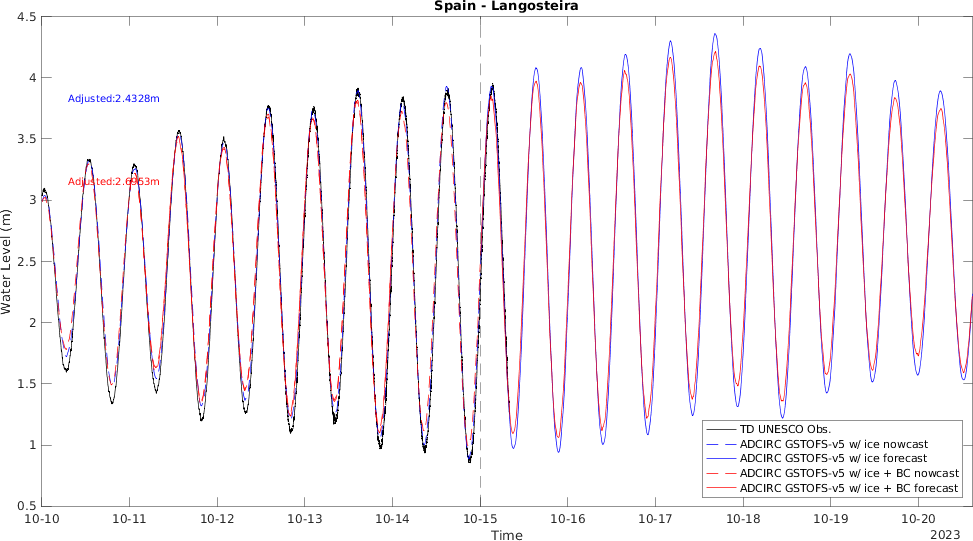 Spain - Langosteira
4.5
4
3.5
3
2.5
2
1.5
1
0.5
Water Level (m)
Adjusted:2.4328m
Adjusted:2.6953m
TD UNESCO Obs.
ADCIRC GSTOFS-v5 w/ ice nowcast
ADCIRC GSTOFS-v5 w/ ice forecast
ADCIRC GSTOFS-v5 w/ ice + BC nowcast
ADCIRC GSTOFS-v5 w/ ice + BC forecast
10-10 10-11 10-12 10-13 10-14 10-15 10-16 10-17 10-18 10-19 10-20
Time
2023